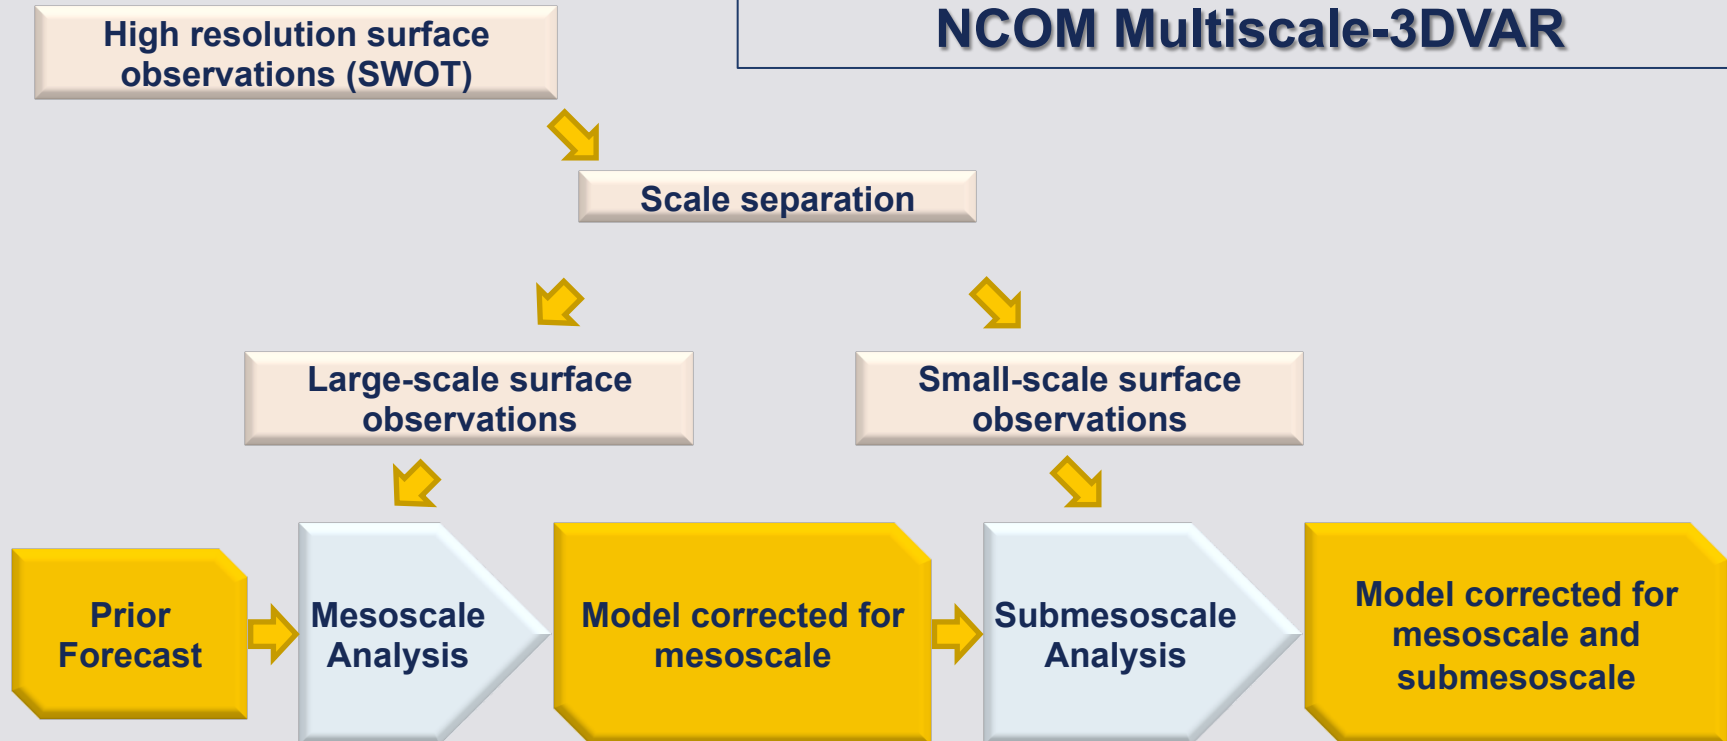 NCOM Multiscale-3DVAR
High resolution surface
observations (SWOT)
Scale separation
Large-scale surface
observations
Small-scale surface
observations
Prior
Forecast
Mesoscale
Analysis
Model corrected for
mesoscale
Submesoscale
Analysis
Model corrected for
mesoscale and
submesoscale